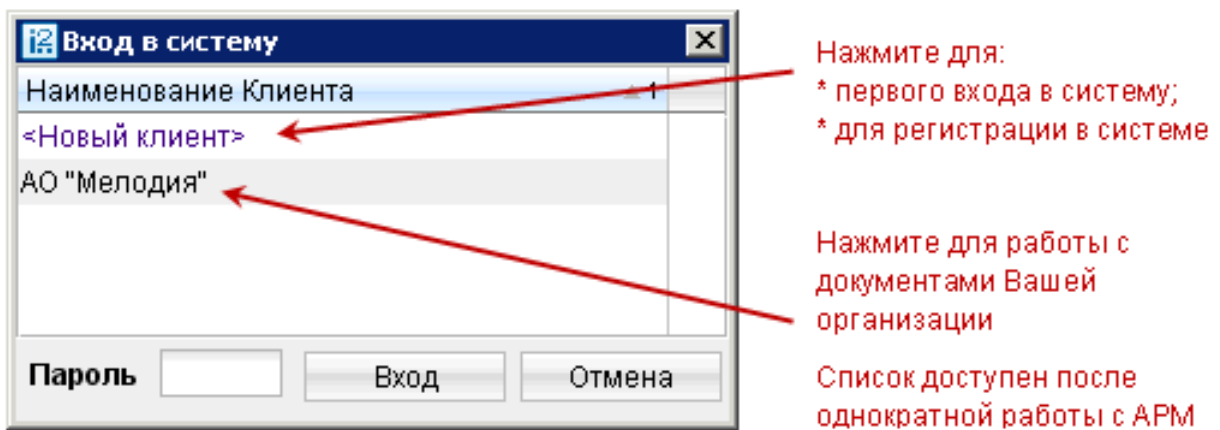 Вход в систему
Наименование Клиента 1
<Новый клиент>
АО "Мелодия"
Пароль Вход Отмена
Нажмите для:
* первого входа в систему;
* для регистрации в системе
Нажмите для работы с
документами Вашей
организации
Список доступен после
однократной работы с АРМ